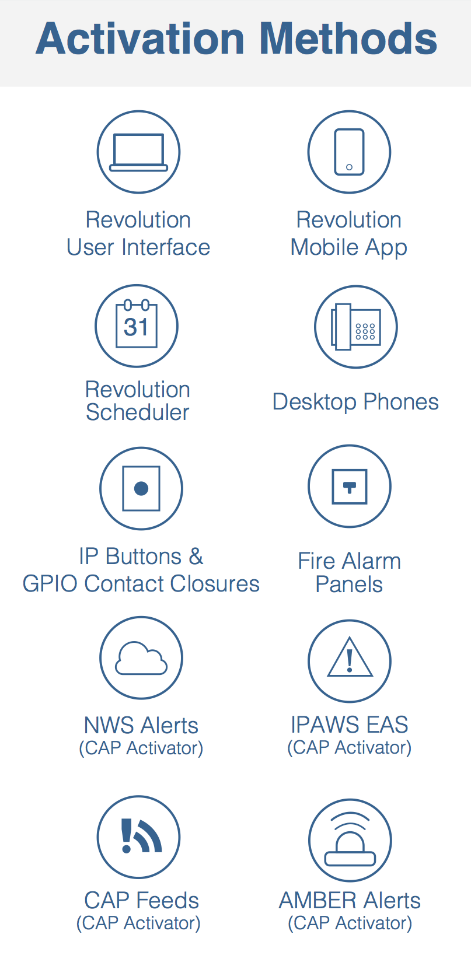 Activation Methods
Revolution
User Interface
Revolution
Mobile App
31
Revolution
Scheduler
Desktop Phones
IP Buttons &
GPIO Contact Closures
Fire Alarm
Panels
NWS Alerts
(CAP Activator)
!
IPAWS EAS
(CAP Activator)
!
CAP Feeds
(CAP Activator)
AMBER Alerts
(CAP Activator)